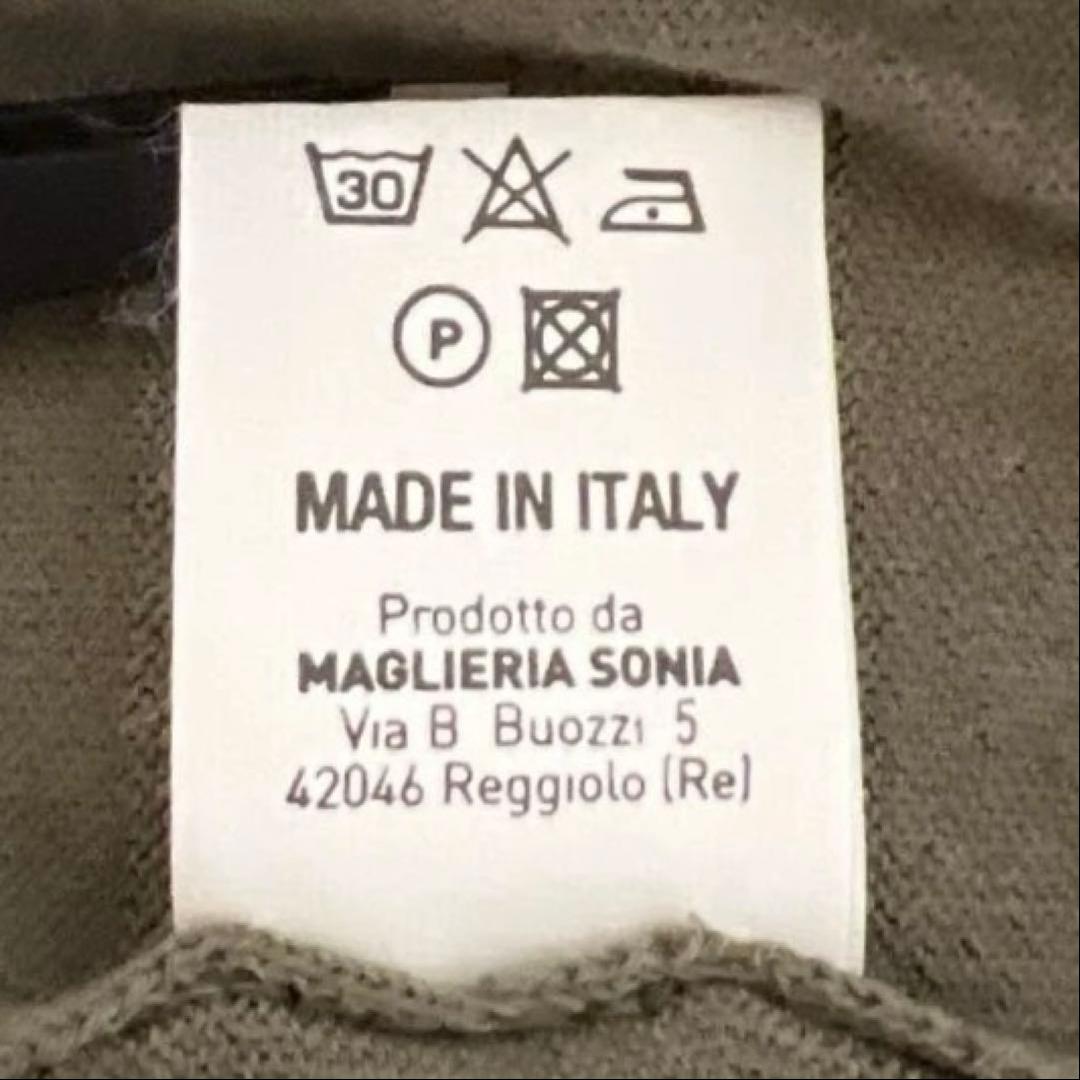 30
P
MADE IN ITALY
Prodotto da
MAGLIERIA SONIA
Via B Buozzi 5
42046 Reggiolo (Re)